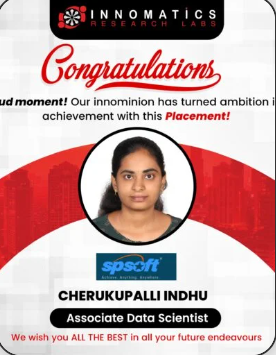 INNOMATICS
RESEARCH LABS
Congratulations
ud moment! Our innominion has turned ambition i
achievement with this Placement!
spsoft
CHERUKUPALLI INDHU
Associate Data Scientist
We wish you ALL THE BEST in all your future endeavours